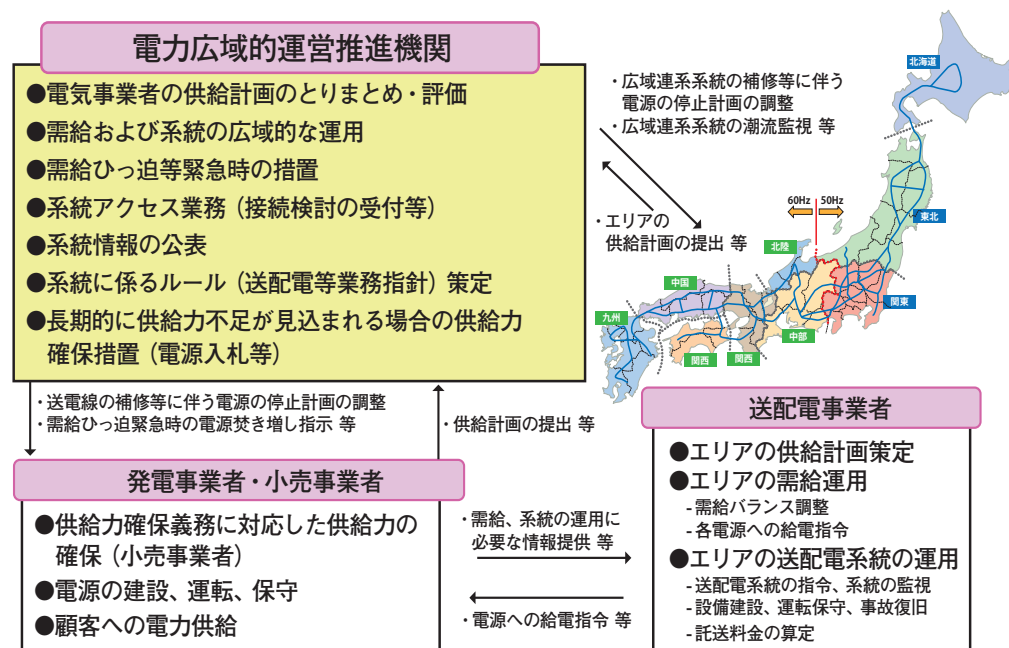 電力広域的運営推進機関
●電気事業者の供給計画のとりまとめ・評価
●需給および系統の広域的な運用
●需給ひっ迫等緊急時の措置
●系統アクセス業務（接続検討の受付等）
●系統情報の公表
●系統に係るルール（送配電等業務指針）策定
●長期的に供給力不足が見込まれる場合の供給力
確保措置（電源入札等）
・広域連系系統の補修等に伴う
電源の停止計画の調整
・広域連系系統の潮流監視 等
・エリアの
供給計画の提出 等
北海道
60Hz
50Hz
東北
北陸
関東
中国
九州
中部
関西
関西
・送電線の補修等に伴う電源の停止計画の調整
・需給ひっ迫緊急時の電源焚き増し指示 等
・供給計画の提出 等
発電事業者・小売事業者
●供給力確保義務に対応した供給力の
確保（小売事業者）
●電源の建設、運転、保守
●顧客への電力供給
・需給、系統の運用に
必要な情報提供 等
・電源への給電指令 等
送配電事業者
●エリアの供給計画策定
●エリアの需給運用
- 需給バランス調整
- 各電源への給電指令
●エリアの送配電系統の運用
- 送配電系統の指令、系統の監視
- 設備建設、運転保守、事故復旧
- 託送料金の算定